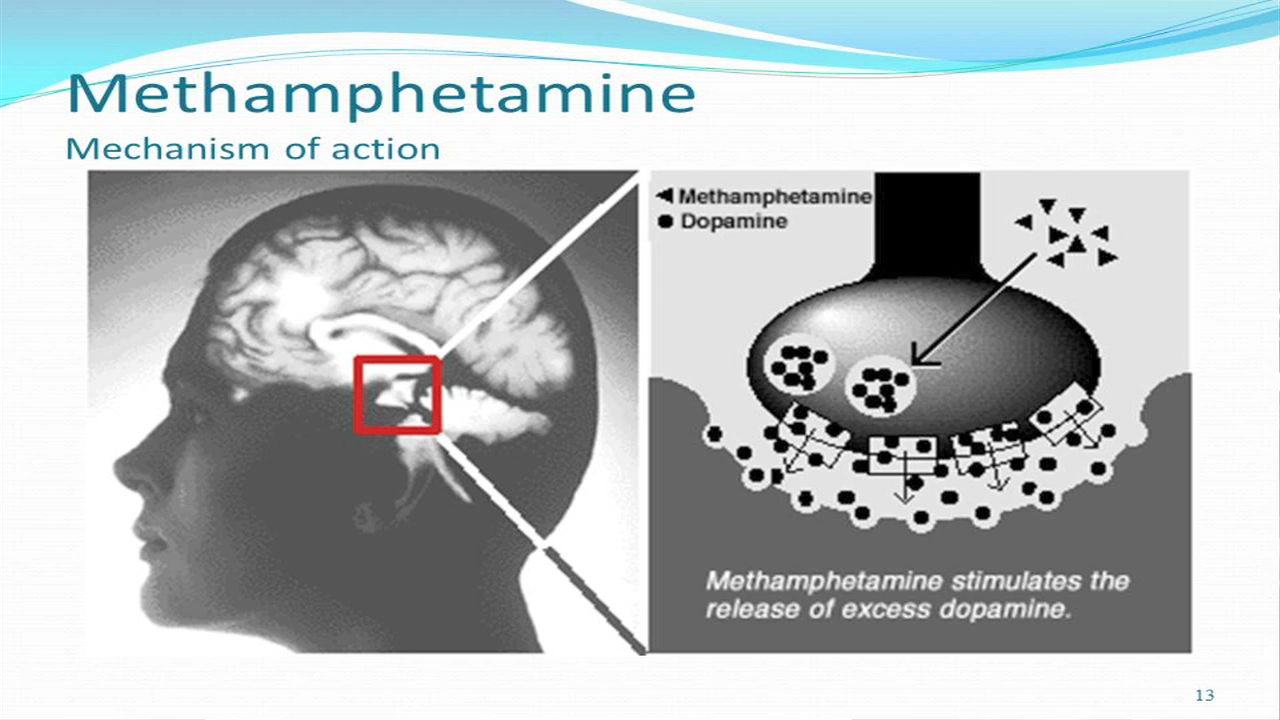 Methamphetamine
Mechanism of action
Methamphetamine
Dopamine
Methamphetamine stimulates the
release of excess dopamine.
13